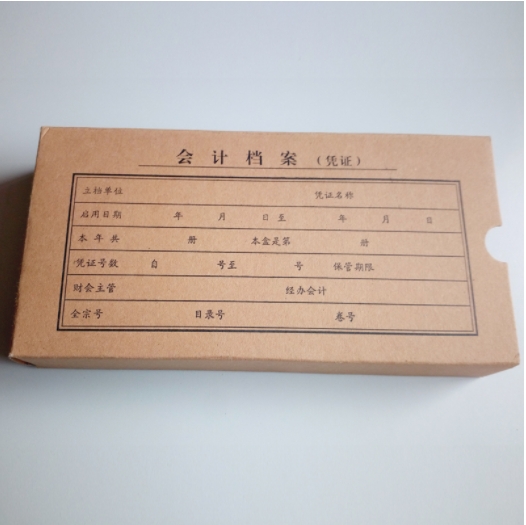 会计档案（凭证）
立档单位 凭证名称
启用日期 年 月 日至 年 月 日
本年共 册 本盒是第 册
凭证号数 自 号至 号 保管期限
财会主管 经办会计
全宗号 目录号 卷号